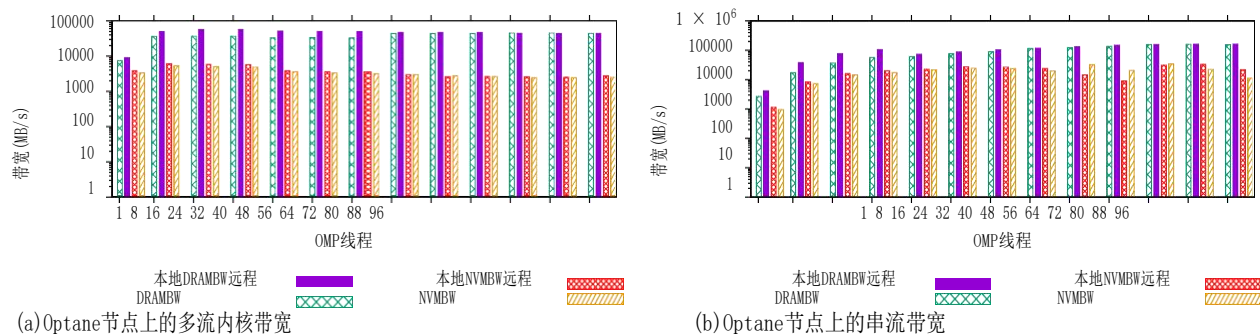 100000
10000
1000
100
10
1
带宽(MB/s)
1 8 16 24 32 40 48 56 64 72 80 88 96
OMP线程
本地DRAMBW远程
DRAMBW
本地NVMBW远程
NVMBW
(a)Optane节点上的多流内核带宽
1 × 10^6
100000
10000
1000
100
10
1
带宽(MB/s)
1 8 16 24 32 40 48 56 64 72 80 88 96
OMP线程
本地DRAMBW远程
DRAMBW
本地NVMBW远程
NVMBW
(b)Optane节点上的串流带宽